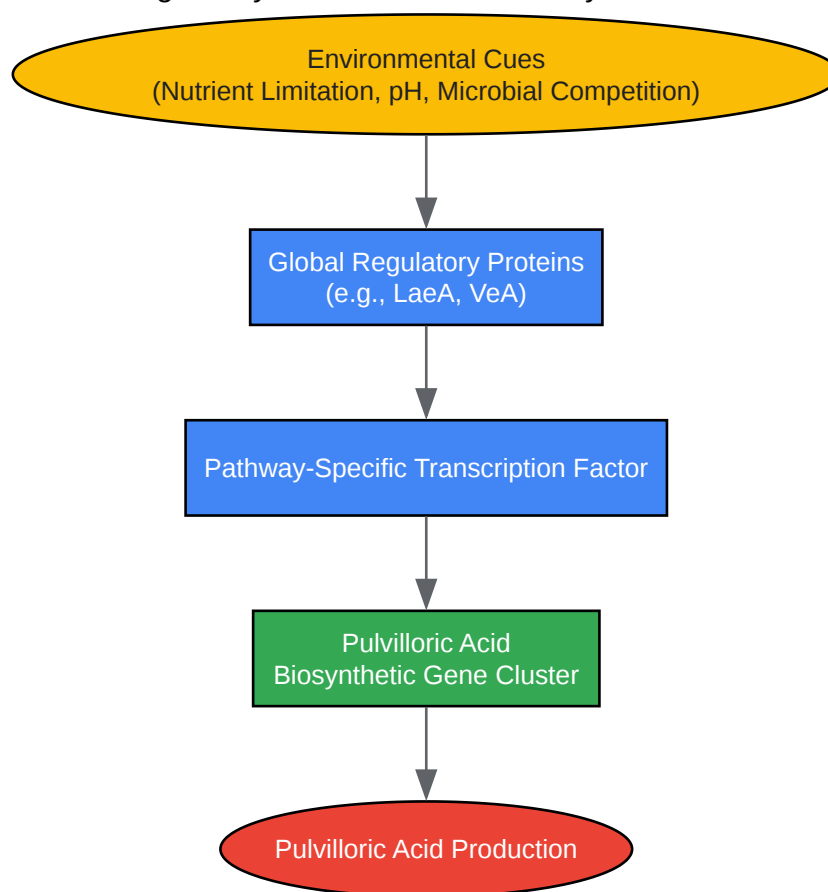 Environmental Cues
(Nutrient Limitation, pH, Microbial Competition)
Global Regulatory Proteins
(e.g., LaeA, VeA)
Pathway-Specific Transcription Factor
Pulvilloric Acid
Biosynthetic Gene Cluster
Pulvilloric Acid Production